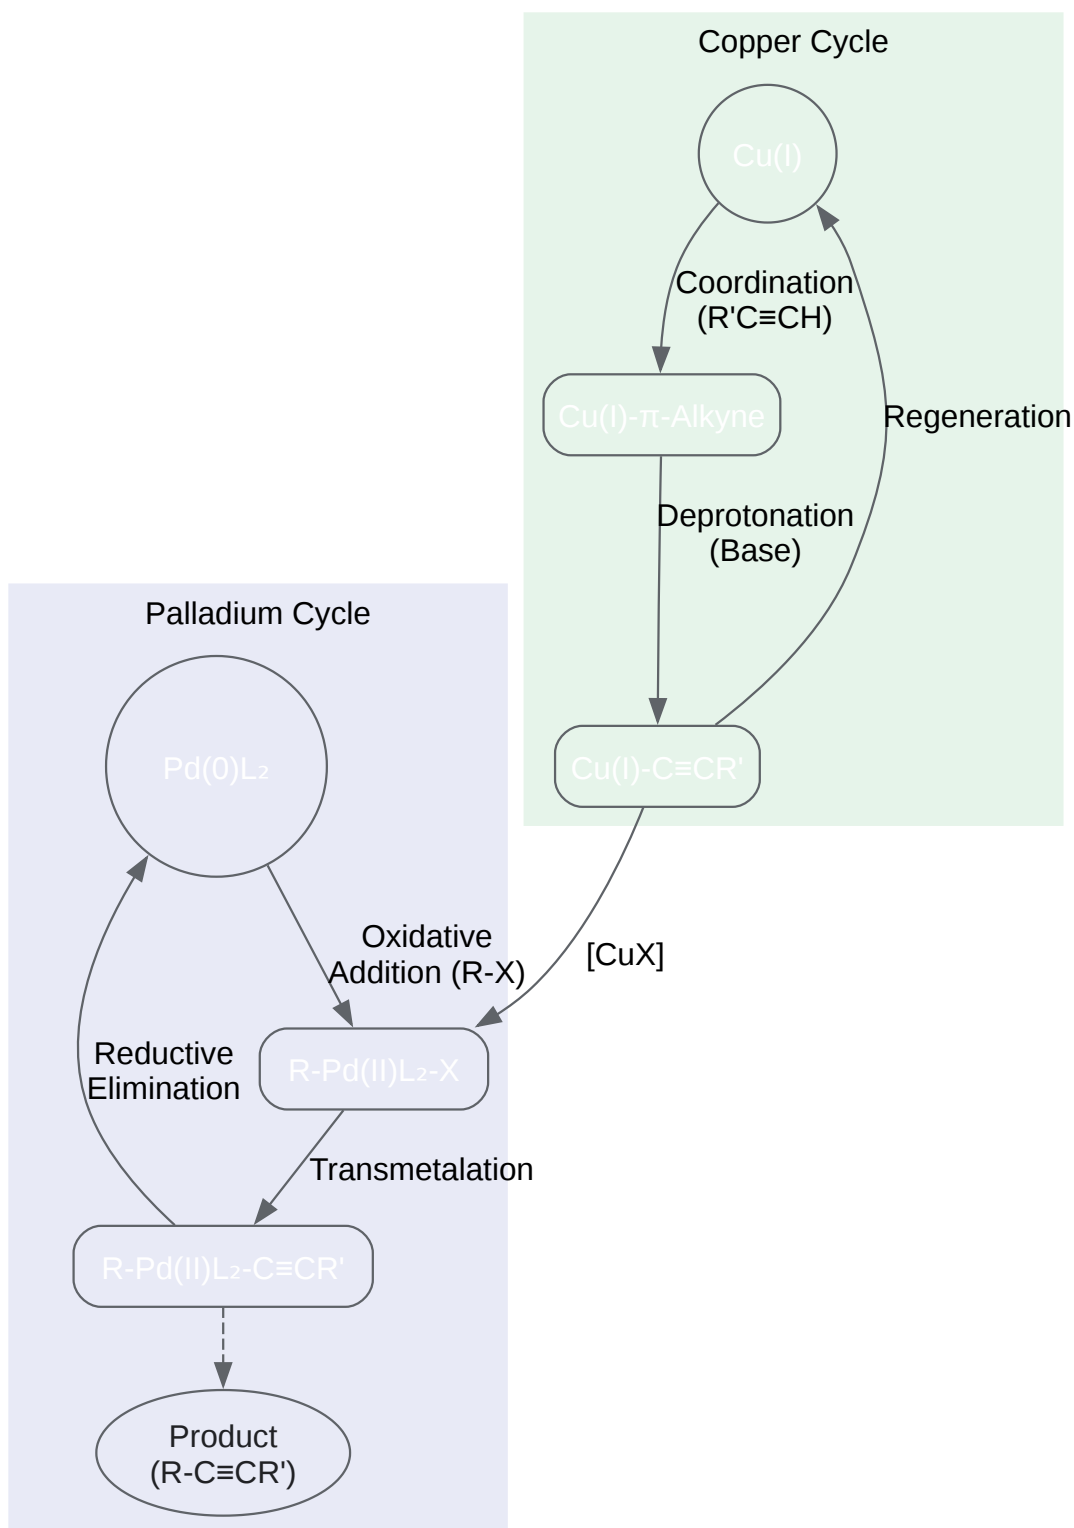 Copper Cycle
Cu(I)
Coordination
(R'C≡CH)
Cu(I)-π-Alkyne
Regeneration
Deprotonation
(Base)
Cu(I)-C≡CR'
Palladium Cycle
Pd(0)L₂
Oxidative
Addition (R-X)
[CuX]
R-Pd(II)L₂-X
Reductive
Elimination
Transmetalation
R-Pd(II)L₂-C≡CR'
Product
(R-C≡CR')